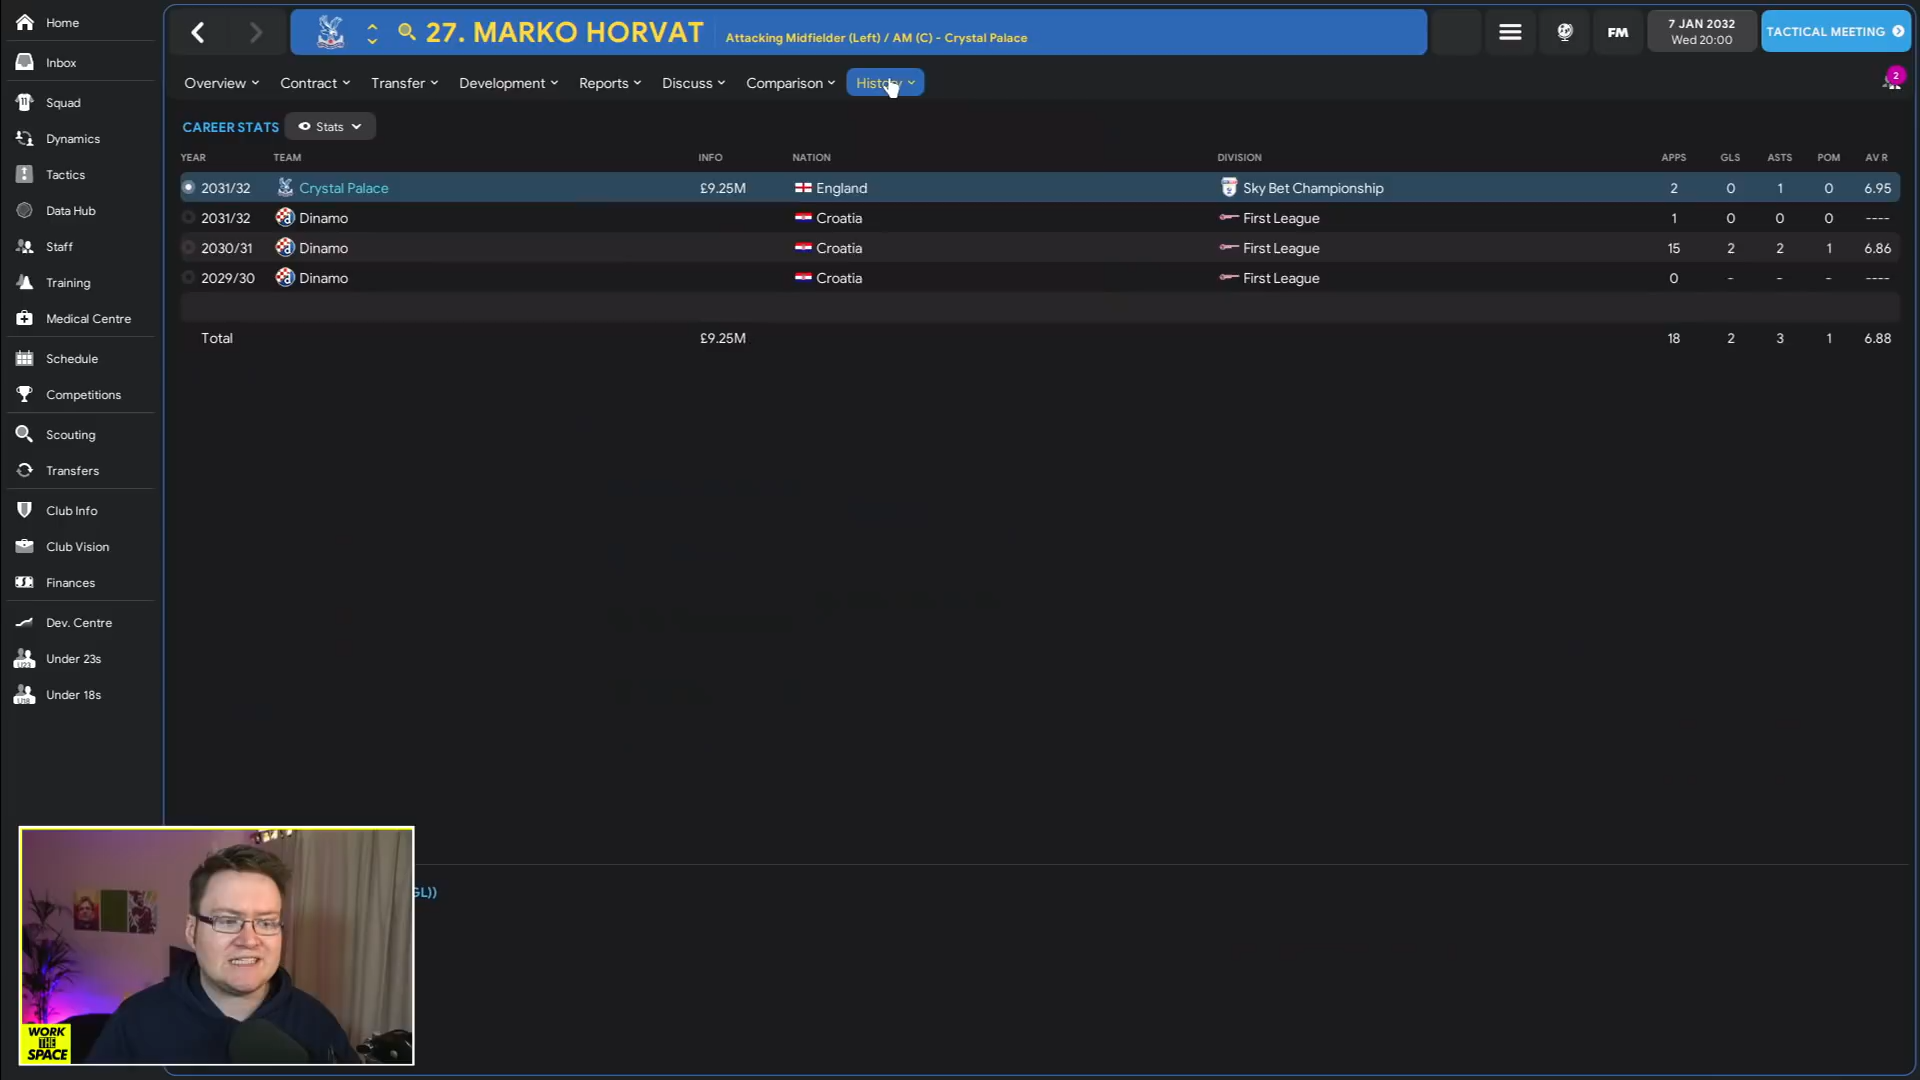 Home
Inbox
Squad
Dynamics
Tactics
Data Hub
Staff
Training
Medical Centre
Schedule
Competitions
Scouting
Transfers
Club Info
Club Vision
Finances
Dev. Centre
Under 23s
Under 18s
27. MARKO HORVAT Attacking Midfielder (Left) / AM (C) - Crystal Palace
FM
7 JAN 2032
Wed 20:00
TACTICAL MEETING
Overview Contract Transfer Development Reports Discuss Comparison History
2
CAREER STATS Stats
YEAR TEAM INFO NATION DIVISION APPS GLS ASTS POM AV R
2031/32 Crystal Palace £9.25M England Sky Bet Championship 2 0 1 0 6.95
2031/32 Dinamo Croatia First League 1 0 0 0 ----
2030/31 Dinamo Croatia First League 15 2 2 1 6.86
2029/30 Dinamo Croatia First League 0 - - - ----
Total £9.25M 18 2 3 1 6.88
GL))
WORK
THE
SPACE